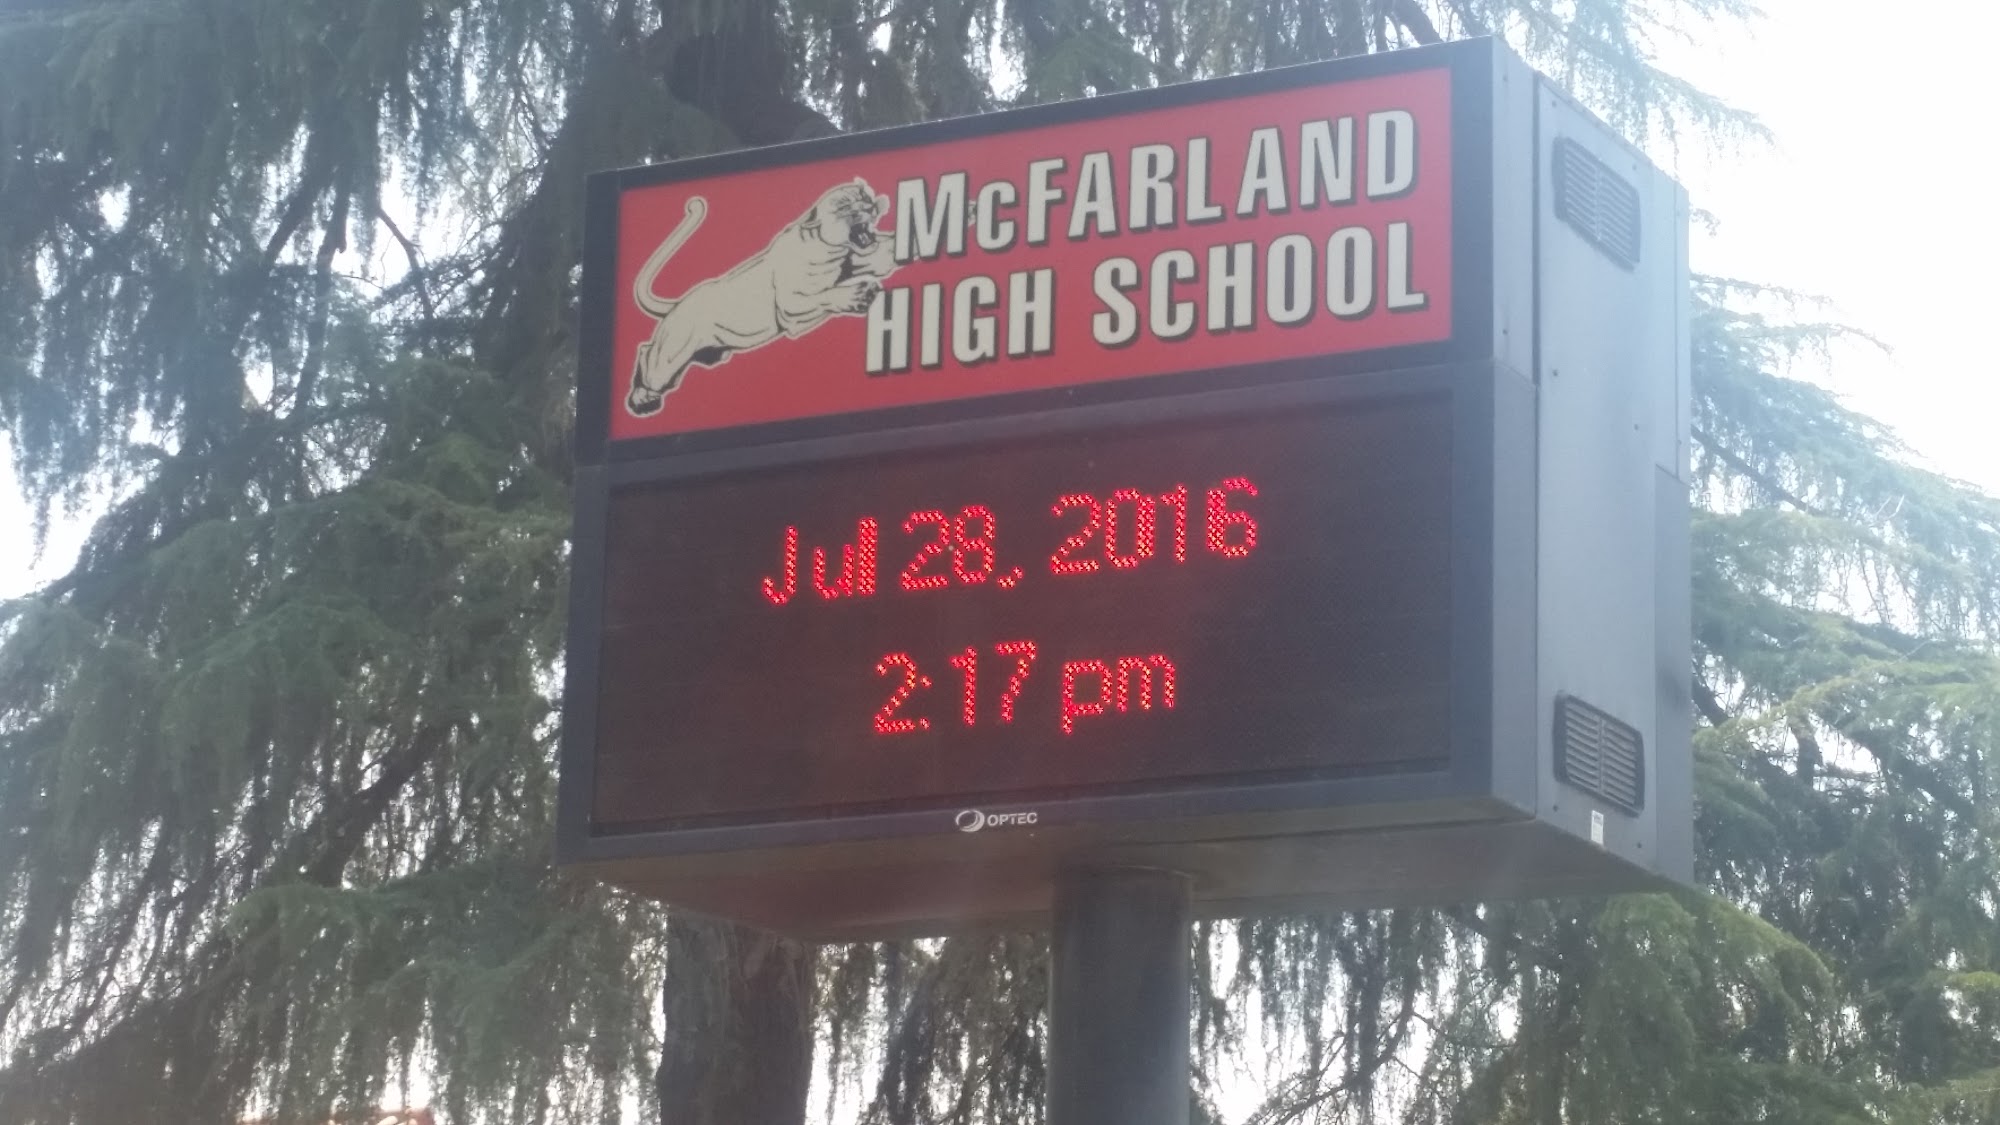 McFARLAND
HIGH SCHOOL
Jul 28, 2016
2:17 pm
OPTEC